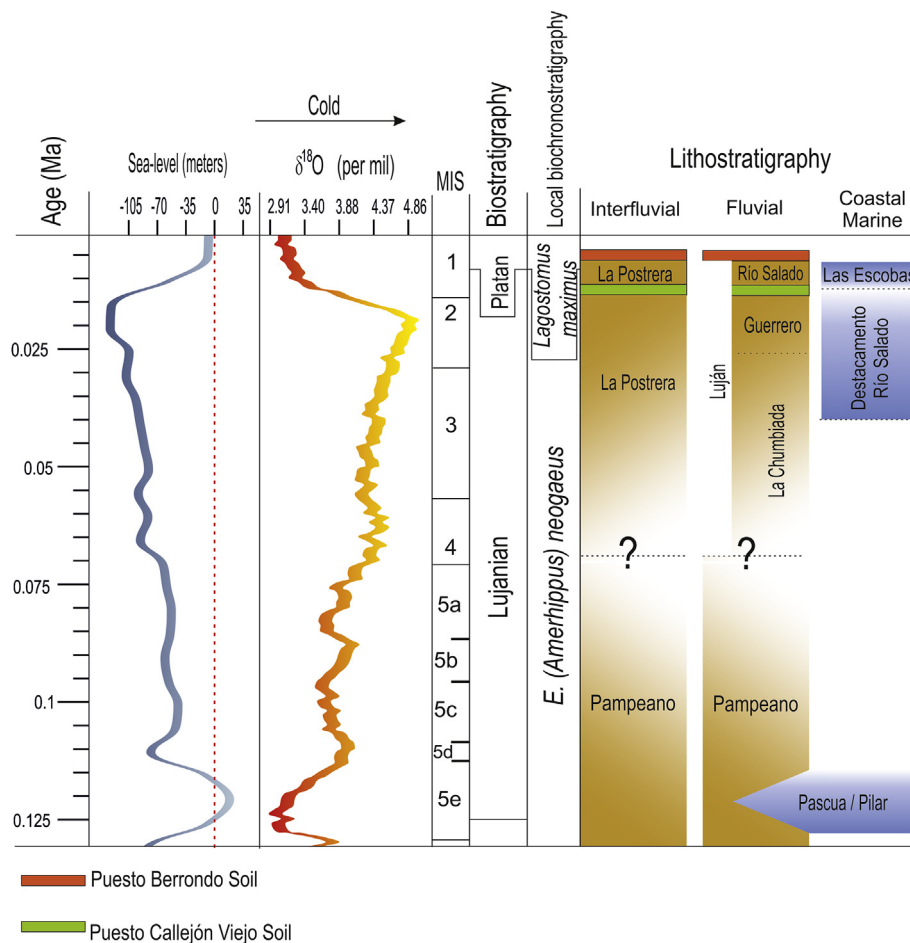 Cold
Sea-level (meters)
δ18O (per mil)
Age (Ma)
MIS
Biostratigraphy
Local biochronostratigraphy
Lithostratigraphy
Interfluvial
Fluvial
Coastal
Marine
-105 -70 -35 0 35
2.91 3.40 3.88 4.37 4.86
0.025
0.05
0.075
0.1
0.125
1
2
3
4
5a
5b
5c
5d
5e
Platan
Lujanian
Lagostomus
maximus
E. (Amerhippus) neogaeus
La Postrera
La Postrera
?
Pampeano
Río Salado
Guerrero
Luján
La Chumbiada
?
Pampeano
Las Escobas
Destacamento
Río Salado
Pascua / Pilar
Puesto Berrondo Soil
Puesto Callejón Viejo Soil